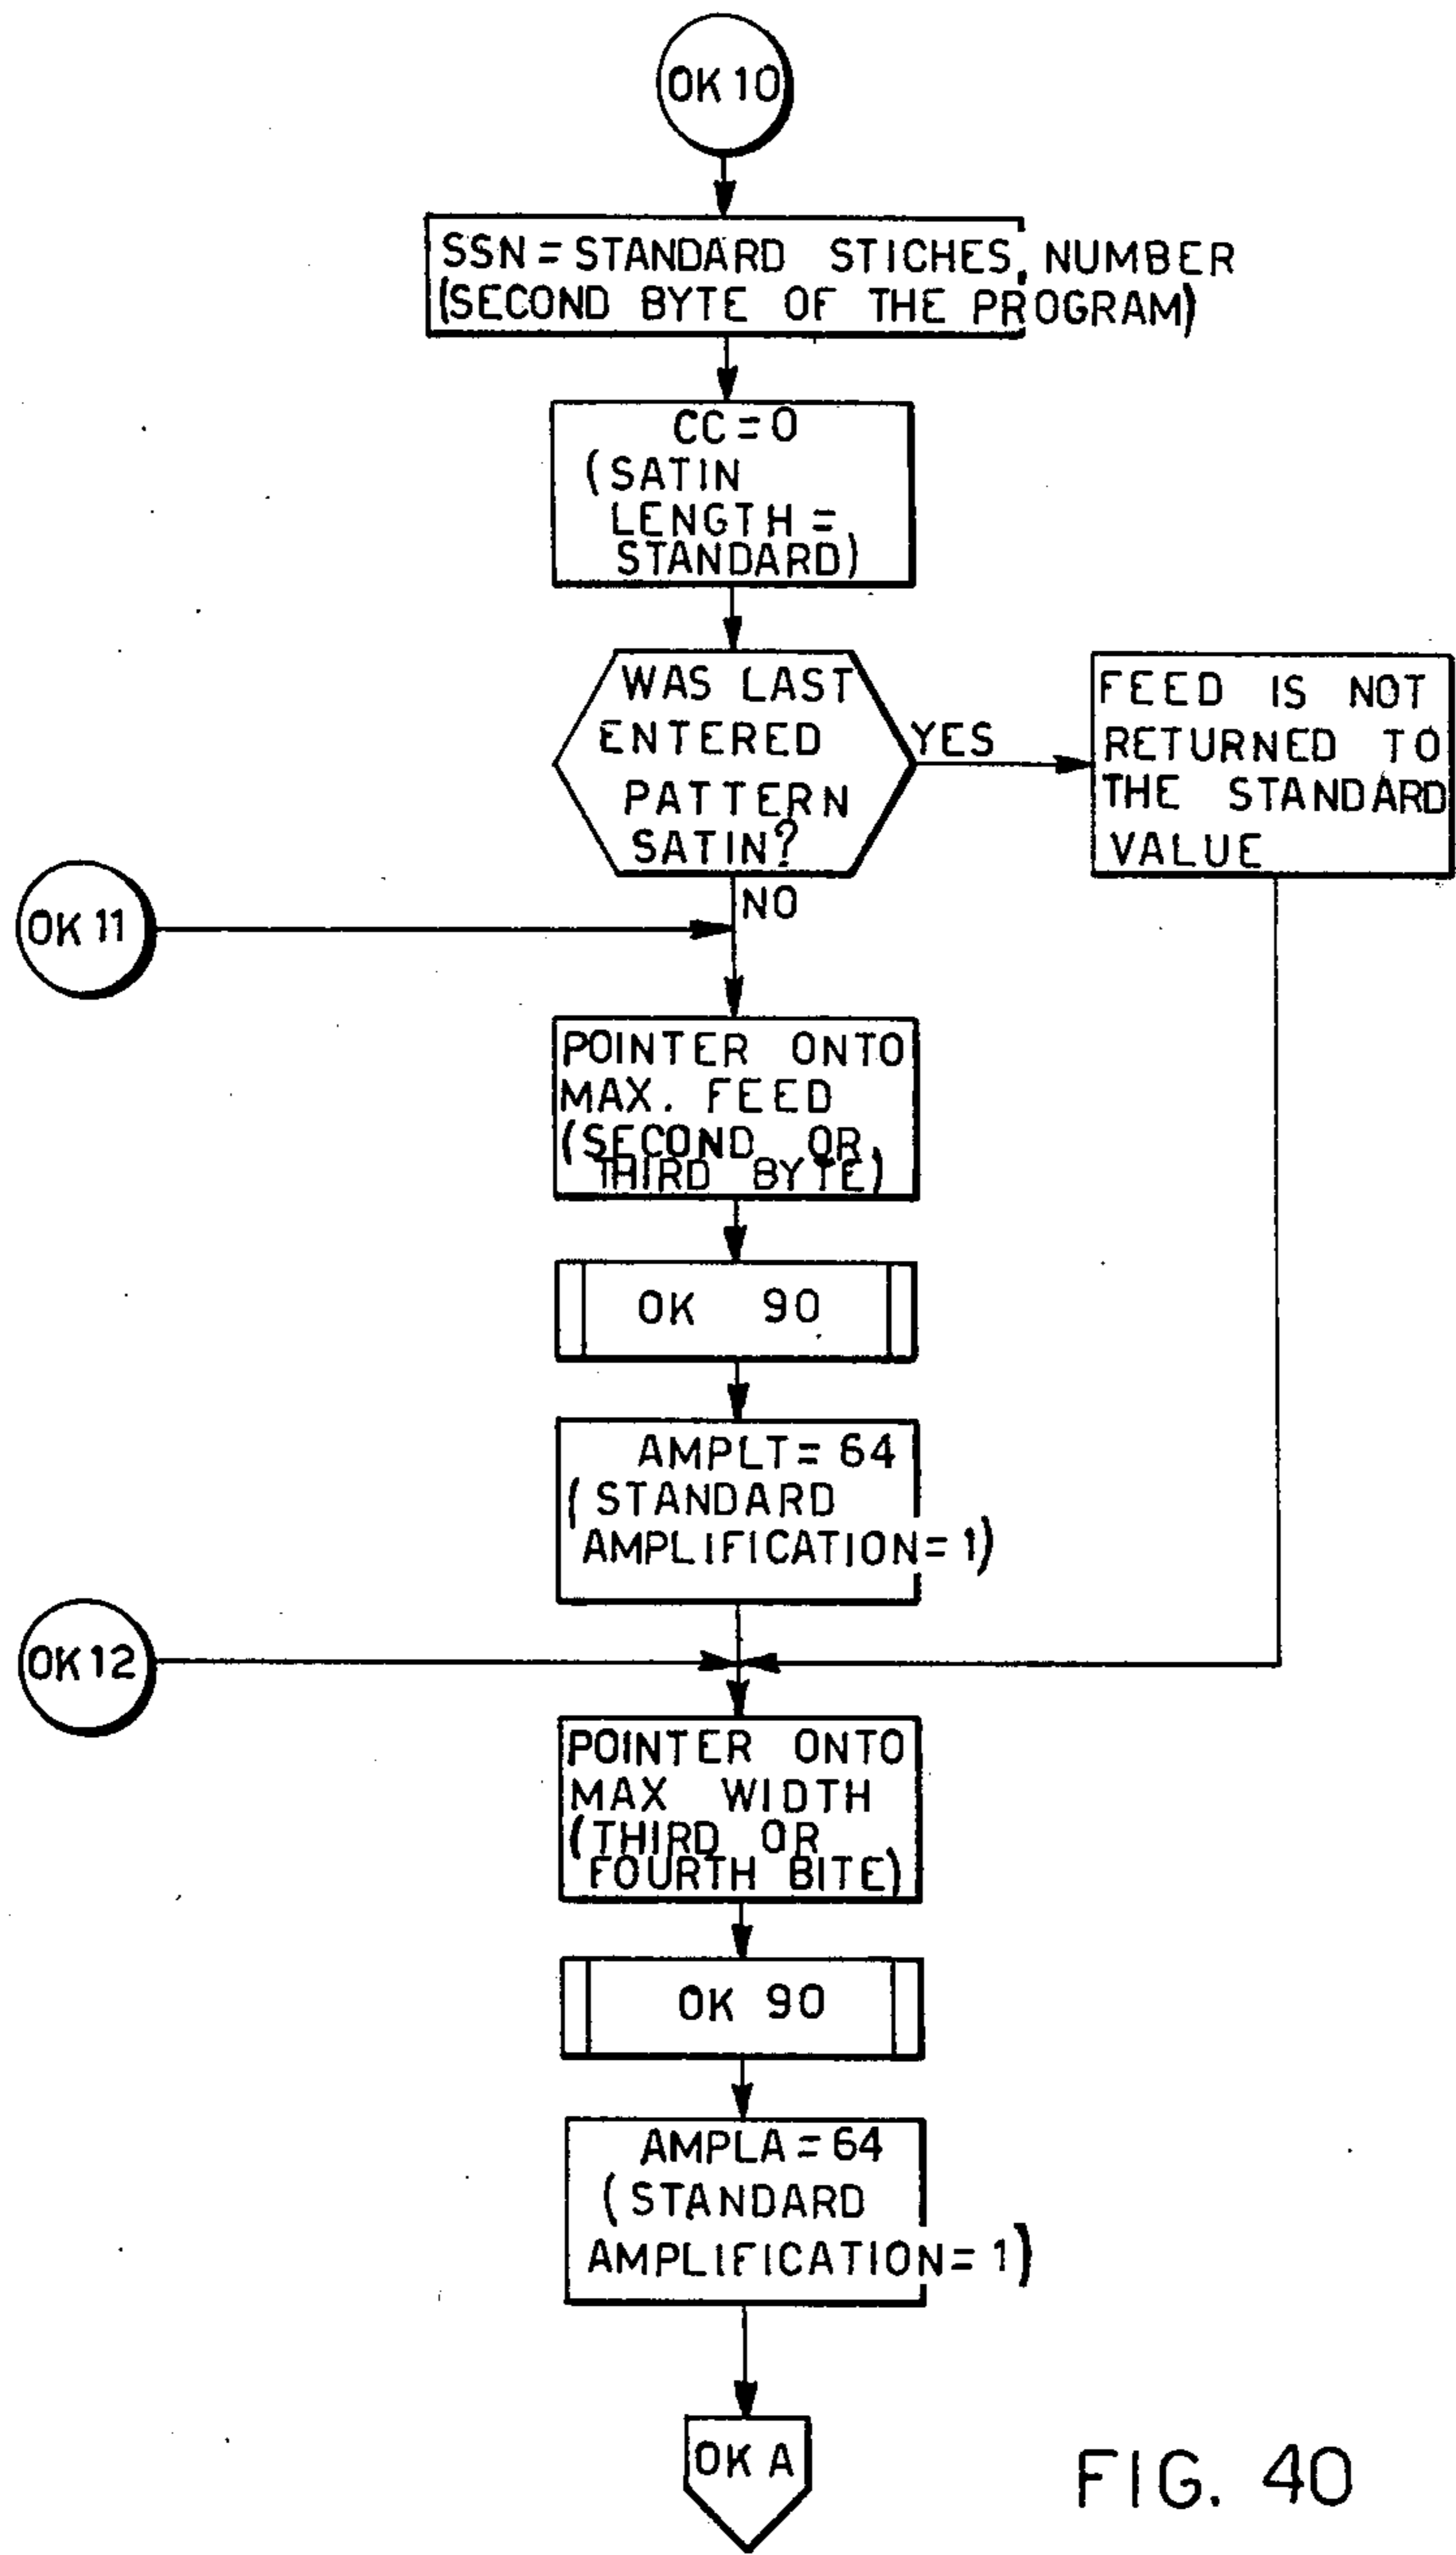 OK 10
SSN = STANDARD STICHES, NUMBER
(SECOND BYTE OF THE PROGRAM)
CC = 0
(SATIN
LENGTH =
STANDARD)
WAS LAST
ENTERED
PATTERN
SATIN?
YES
FEED IS NOT
RETURNED TO
THE STANDARD
VALUE
NO
OK 11
POINTER ONTO
MAX. FEED
(SECOND OR
THIRD BYTE)
OK 90
AMPLT = 64
(STANDARD
AMPLIFICATION = 1)
OK 12
POINTER ONTO
MAX WIDTH
(THIRD OR
FOURTH BITE)
OK 90
AMPLA = 64
(STANDARD
AMPLIFICATION = 1)
OK A
FIG. 40